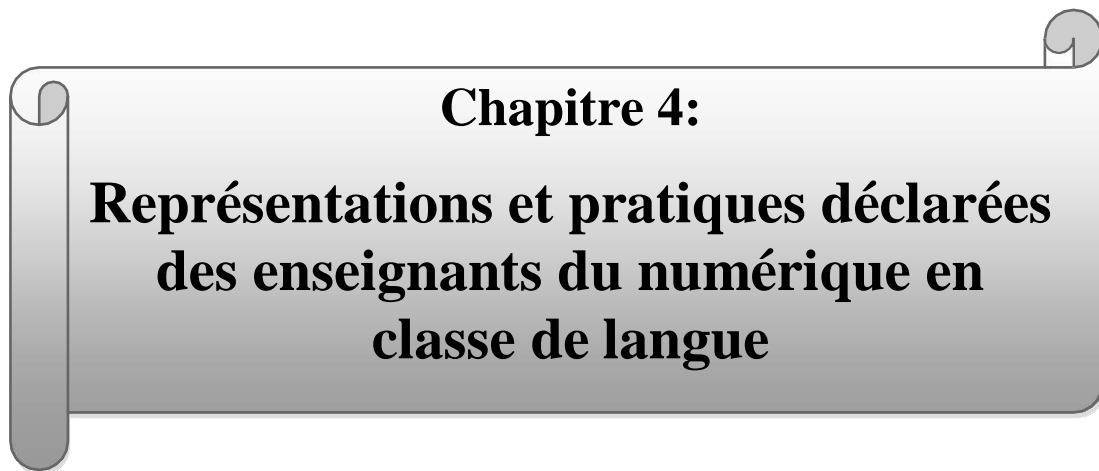 Chapitre 4:
Représentations et pratiques déclarées
des enseignants du numérique en
classe de langue